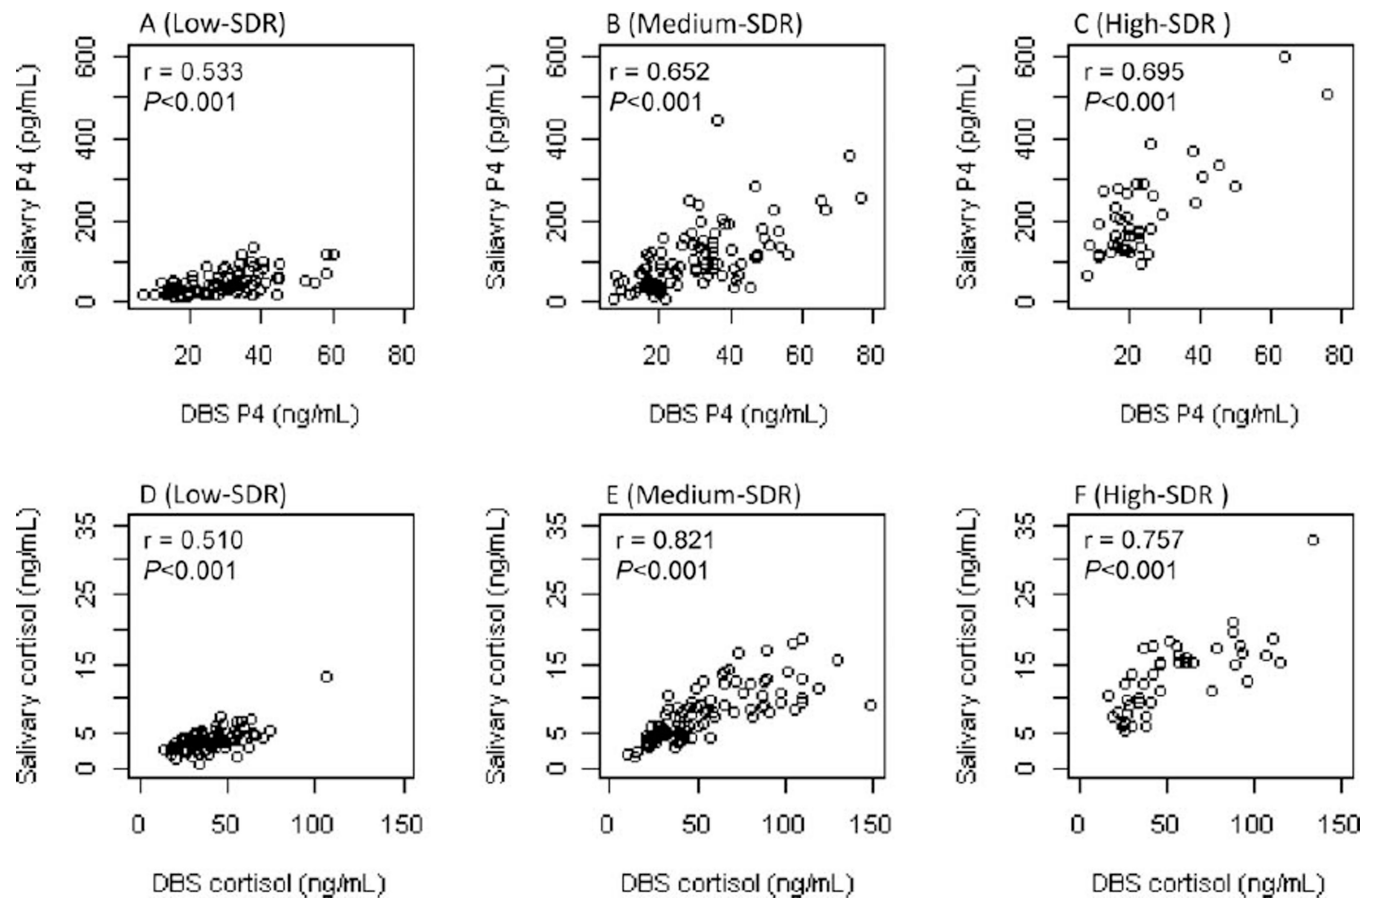 A (Low-SDR)
r = 0.533
P<0.001
600
400
200
0
Saliavry P4 (pg/mL)
20 40 60 80
DBS P4 (ng/mL)
B (Medium-SDR)
r = 0.652
P<0.001
600
400
200
0
Saliavry P4 (pg/mL)
20 40 60 80
DBS P4 (ng/mL)
C (High-SDR )
r = 0.695
P<0.001
600
400
200
0
Saliavry P4 (pg/mL)
20 40 60 80
DBS P4 (ng/mL)
D (Low-SDR)
r = 0.510
P<0.001
35
25
15
5
0
Salivary cortisol (ng/mL)
0 50 100 150
DBS cortisol (ng/mL)
E (Medium-SDR)
r = 0.821
P<0.001
35
25
15
5
0
Salivary cortisol (ng/mL)
0 50 100 150
DBS cortisol (ng/mL)
F (High-SDR )
r = 0.757
P<0.001
35
25
15
5
0
Salivary cortisol (ng/mL)
0 50 100 150
DBS cortisol (ng/mL)